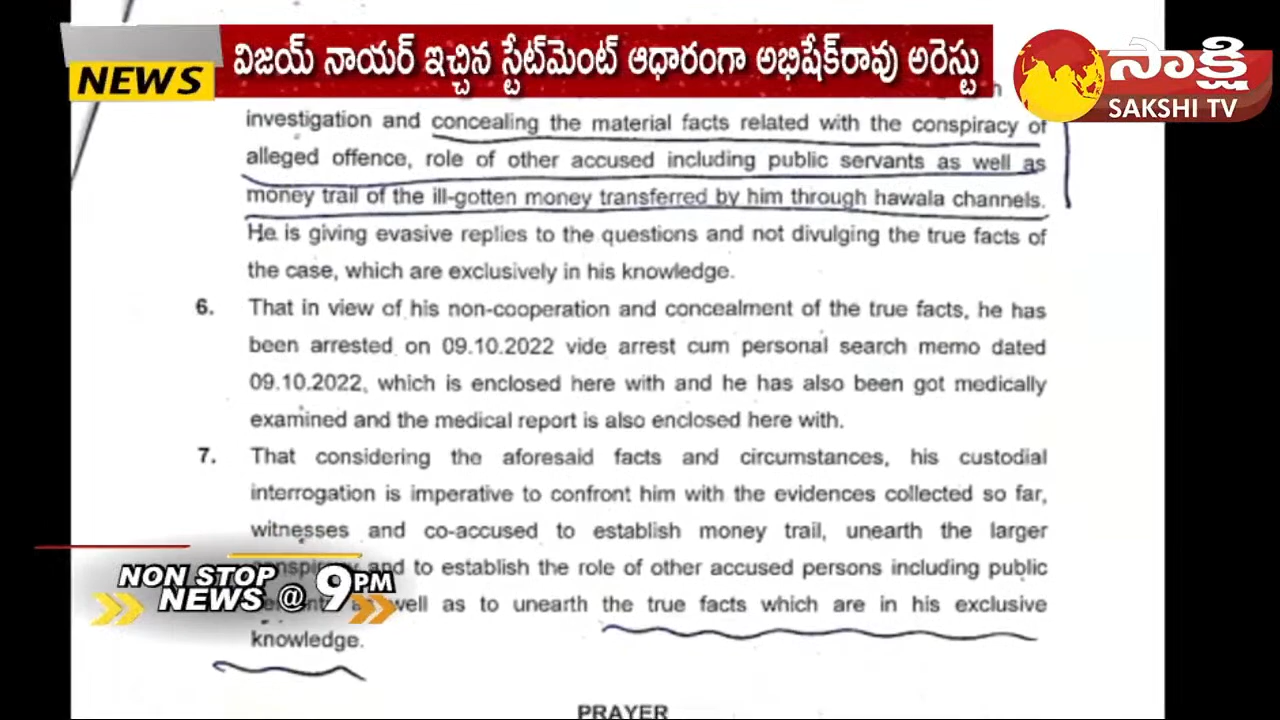 NEWS
విజయ్ నాయర్ ఇచ్చిన స్టేట్‌మెంట్ ఆధారంగా అభిషేక్‌రావు అరెస్టు
సాక్షి
SAKSHI TV
investigation and concealing the material facts related with the conspiracy of
alleged offence, role of other accused including public servants as well as
money trail of the ill-gotten money transferred by him through hawala channels.
He is giving evasive replies to the questions and not divulging the true facts of
the case, which are exclusively in his knowledge.
6. That in view of his non-cooperation and concealment of the true facts, he has
been arrested on 09.10.2022 vide arrest cum personal search memo dated
09.10.2022, which is enclosed here with and he has also been got medically
examined and the medical report is also enclosed here with.
7. That considering the aforesaid facts and circumstances, his custodial
interrogation is imperative to confront him with the evidences collected so far,
witnesses and co-accused to establish money trail, unearth the larger
and to establish the role of other accused persons including public
well as to unearth the true facts which are in his exclusive
knowledge.
NON STOP
NEWS @ 9PM
PRAYER